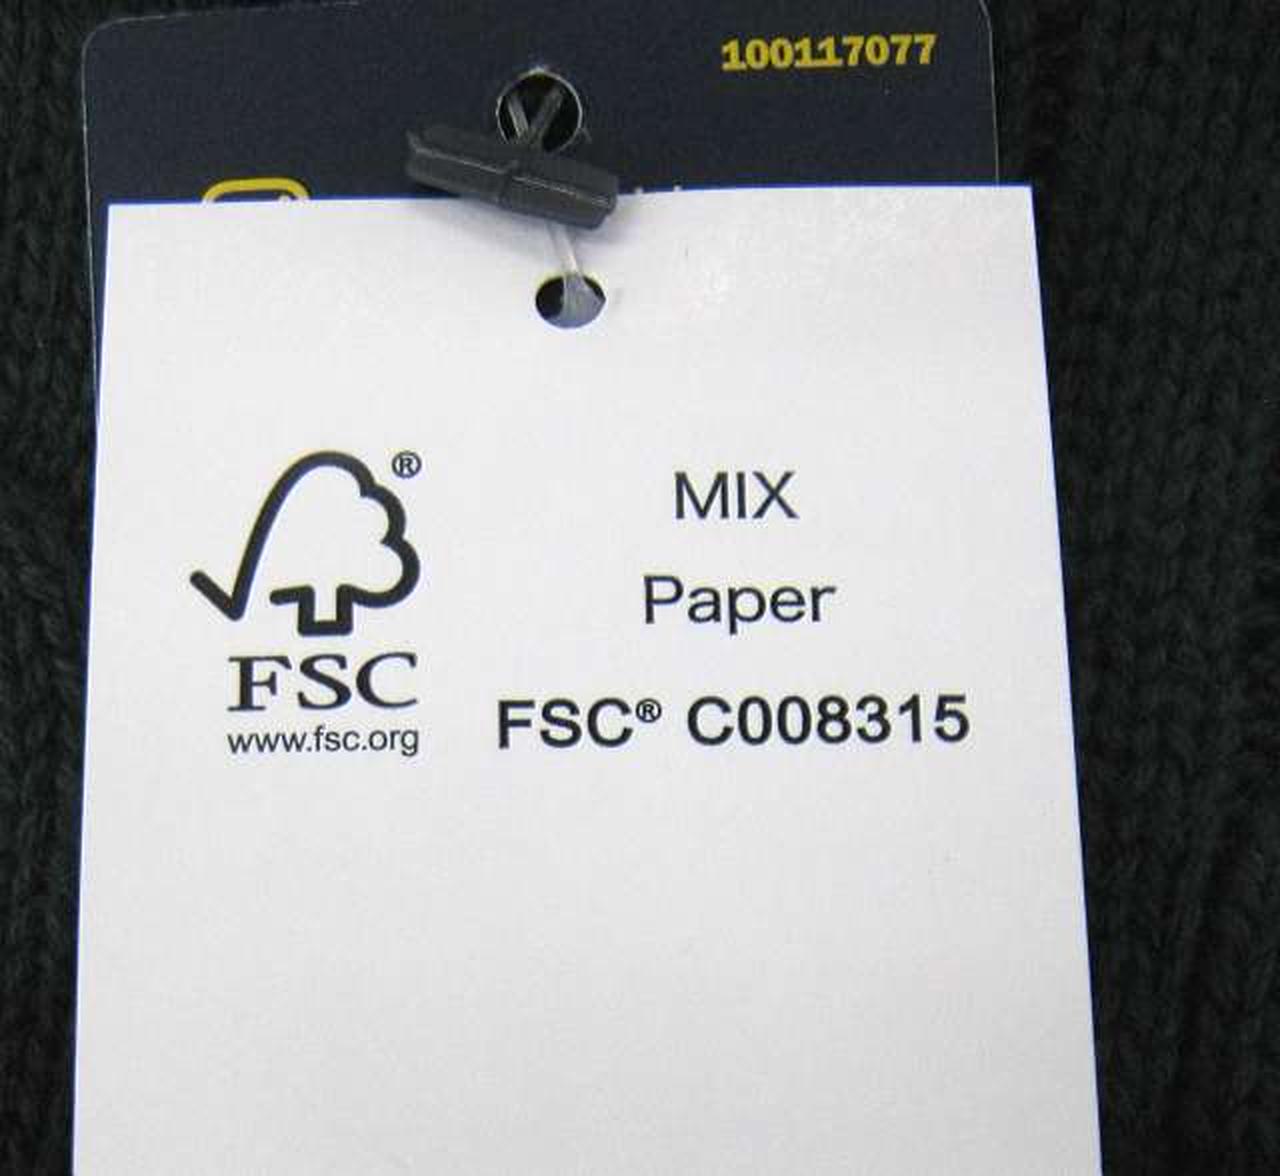 100117077
®
MIX
Paper
FSC
www.fsc.org
FSC® C008315